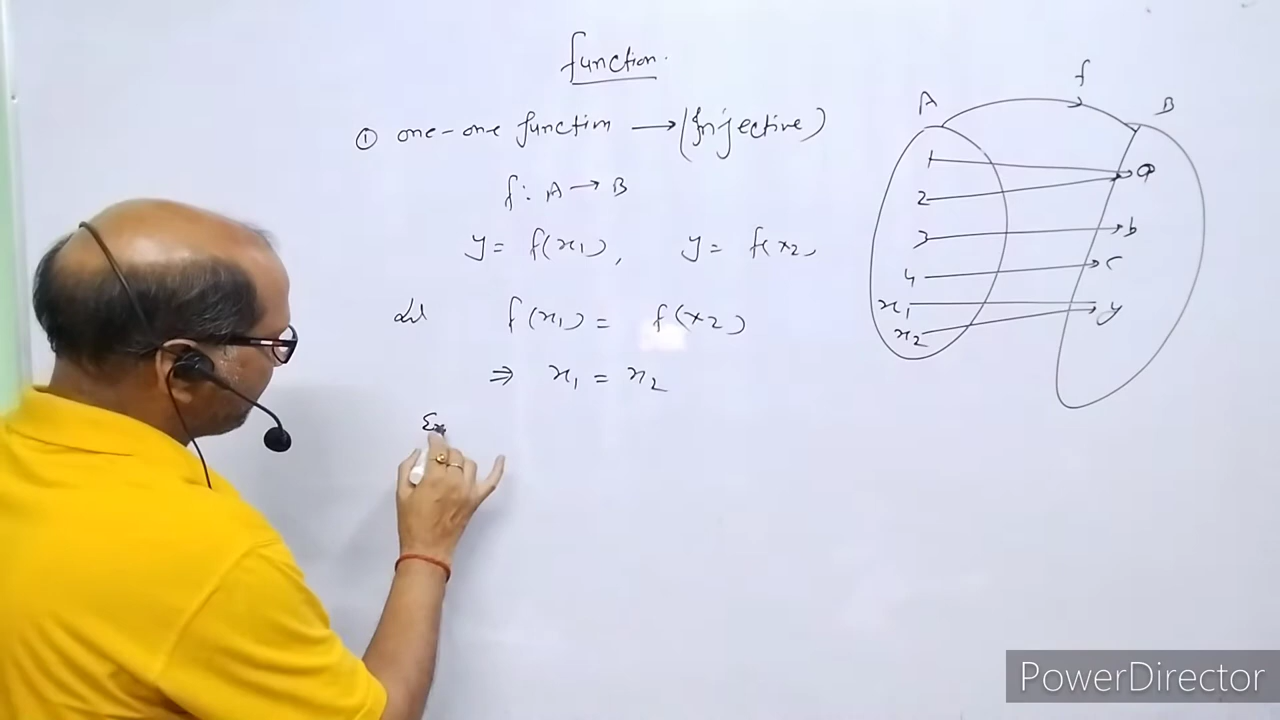 function.
① one-one function → (Injective)
f: A → B
y = f(x1), y = f(x2
Let f(x1) = f(x2)
⇒ x1 = x2
Ex
f
A B
1 a
2
3 b
4 c
x1 y
x2
PowerDirector